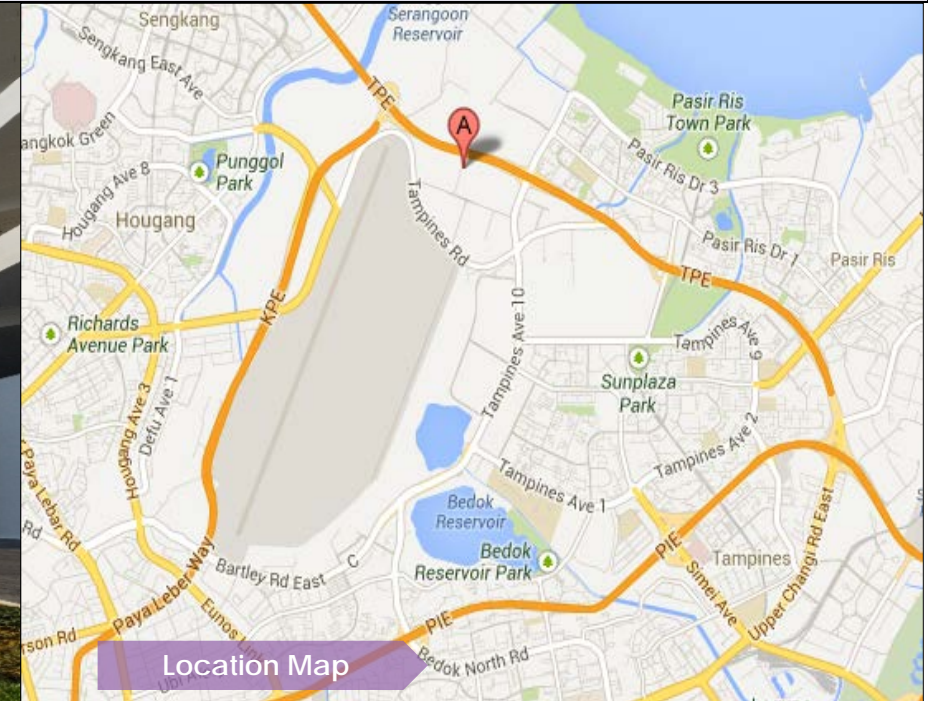 Sengkang
Serangoon
Reservoir
Sengkang East Ave
TPE
A
Pasir Ris
Town Park
angkok Green
Punggol
Park
Pasir Ris Dr 3
Hougang Ave 8
Hougang
Tampines Rd
Pasir Ris Dr 1
Pasir Ris
TPE
KPE
Richards
Avenue Park
Tampines Ave 10
Tampines Ave 9
Sunplaza
Park
Hougang Ave 3
Defu Ave 1
Tampines Ave 2
Paya Lebar Rd
Tampines Ave 1
Bedok
Reservoir
Upper Changi Rd East
Rd
Bedok
Reservoir Park
PIE
Tampines
Bartley Rd East
C
Paya Leber Way
Simei Ave
Eunos
PIE
rson Rd
Bedok North Rd
Location Map